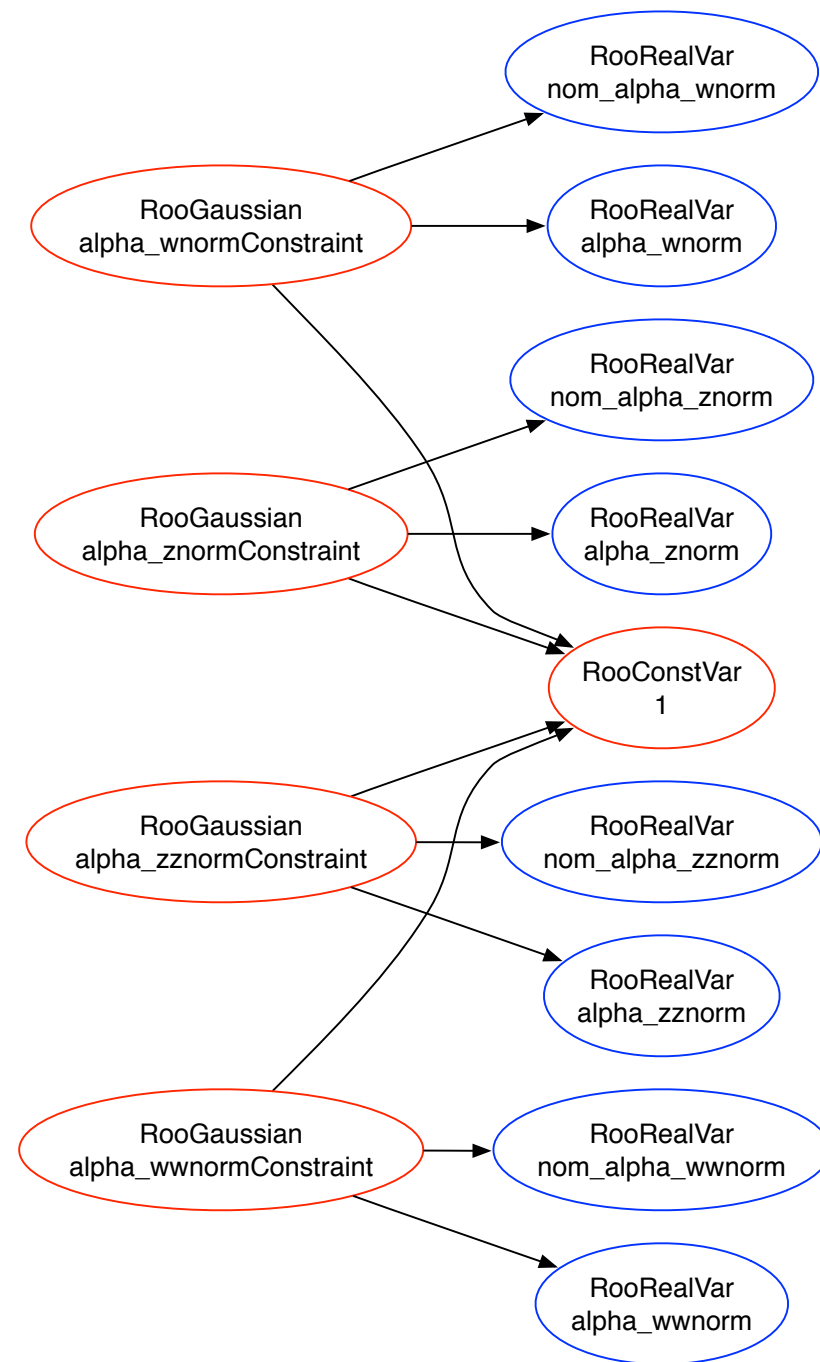 RooRealVar
nom_alpha_wnorm
RooGaussian
alpha_wnormConstraint
RooRealVar
alpha_wnorm
RooRealVar
nom_alpha_znorm
RooGaussian
alpha_znormConstraint
RooRealVar
alpha_znorm
RooConstVar
1
RooGaussian
alpha_zznormConstraint
RooRealVar
nom_alpha_zznorm
RooRealVar
alpha_zznorm
RooGaussian
alpha_wwnormConstraint
RooRealVar
nom_alpha_wwnorm
RooRealVar
alpha_wwnorm